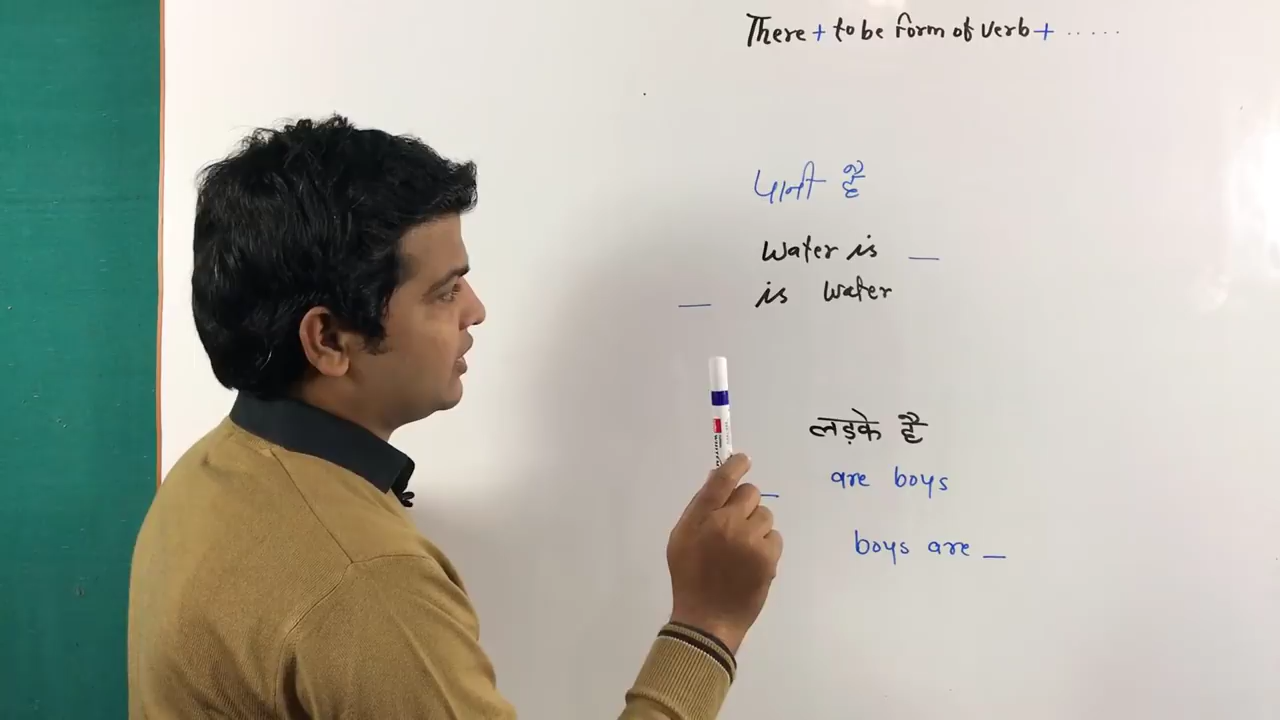 There + to be form of verb + .....
पानी है
Water is _
_ is water
लड़के है
_ are boys
boys are _